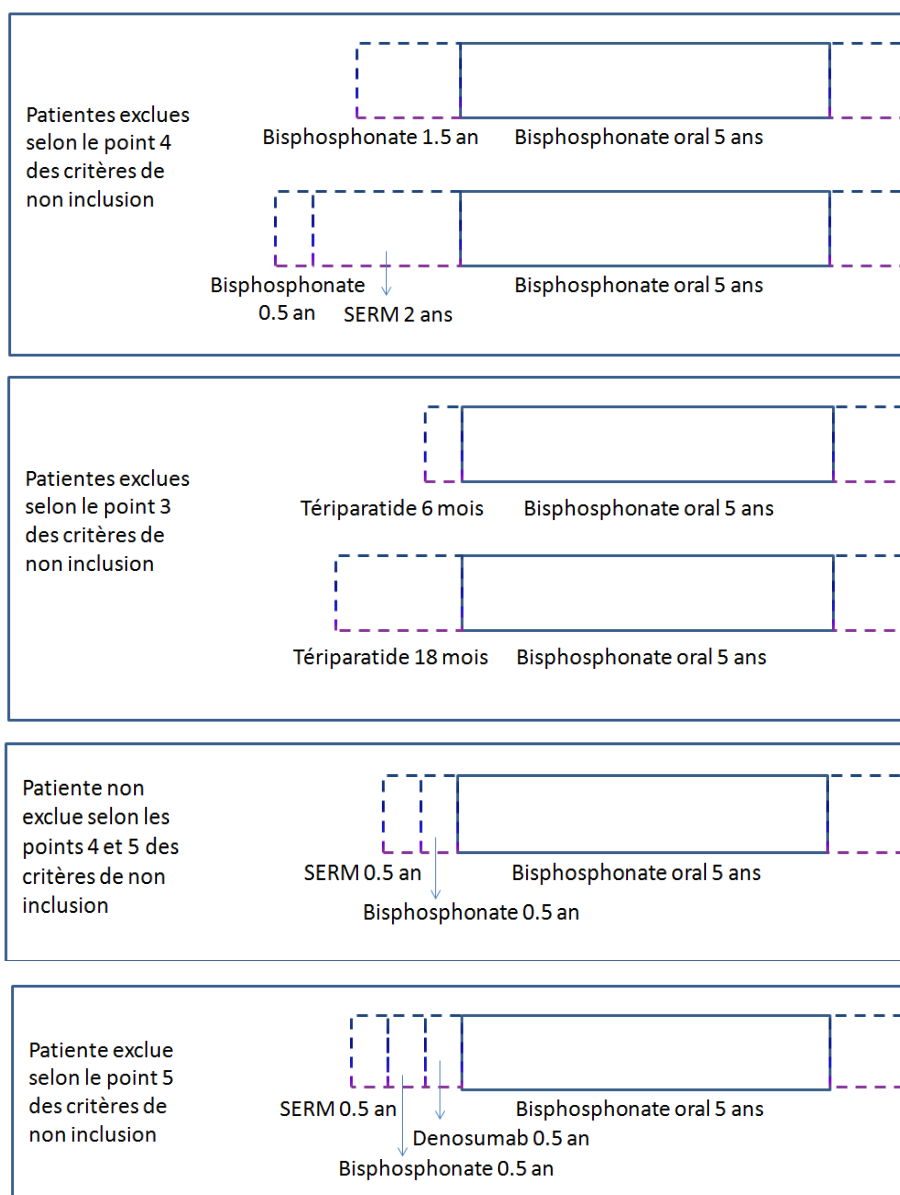 Patientes exclues
selon le point 4
des critères de
non inclusion
Bisphosphonate 1.5 an
Bisphosphonate oral 5 ans
Bisphosphonate
0.5 an
SERM 2 ans
Bisphosphonate oral 5 ans
Patientes exclues
selon le point 3
des critères de
non inclusion
Tériparatide 6 mois
Bisphosphonate oral 5 ans
Tériparatide 18 mois
Bisphosphonate oral 5 ans
Patiente non
exclue selon les
points 4 et 5 des
critères de non
inclusion
SERM 0.5 an
Bisphosphonate oral 5 ans
Bisphosphonate 0.5 an
Patiente exclue
selon le point 5
des critères de
non inclusion
SERM 0.5 an
Bisphosphonate oral 5 ans
Denosumab 0.5 an
Bisphosphonate 0.5 an